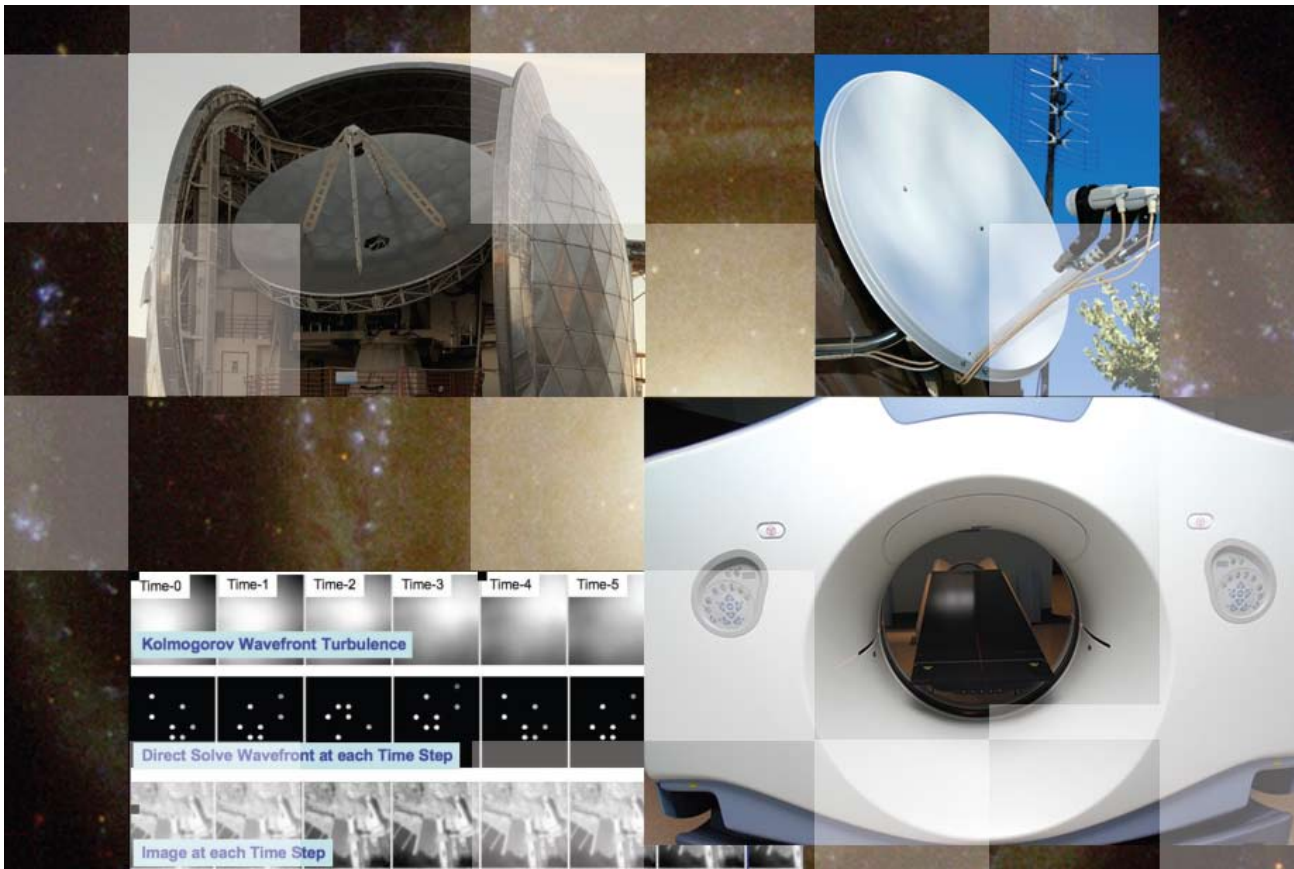 Time-0 Time-1 Time-2 Time-3 Time-4 Time-5
Kolmogorov Wavefront Turbulence
Direct Solve Wavefront at each Time Step
Image at each Time Step